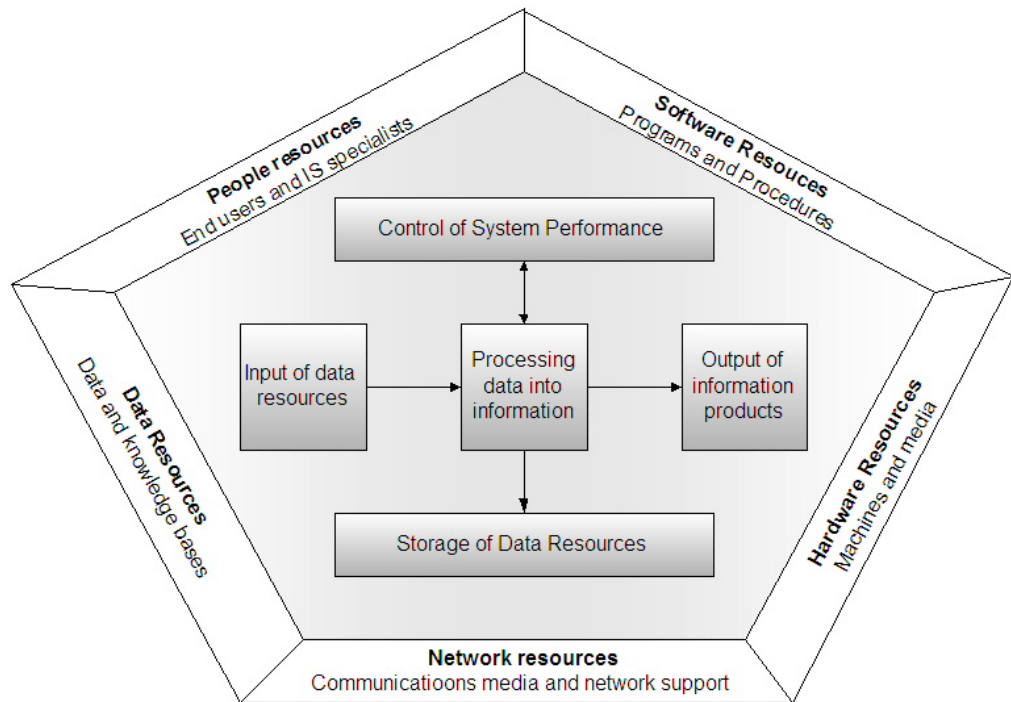 People resources
End users and IS specialists
Software Resouces
Programs and Procedures
Control of System Performance
Input of data
resources
Processing
data into
information
Output of
information
products
Storage of Data Resources
Data Resources
Data and knowledge bases
Hardware Resources
Machines and media
Network resources
Communicatioons media and network support